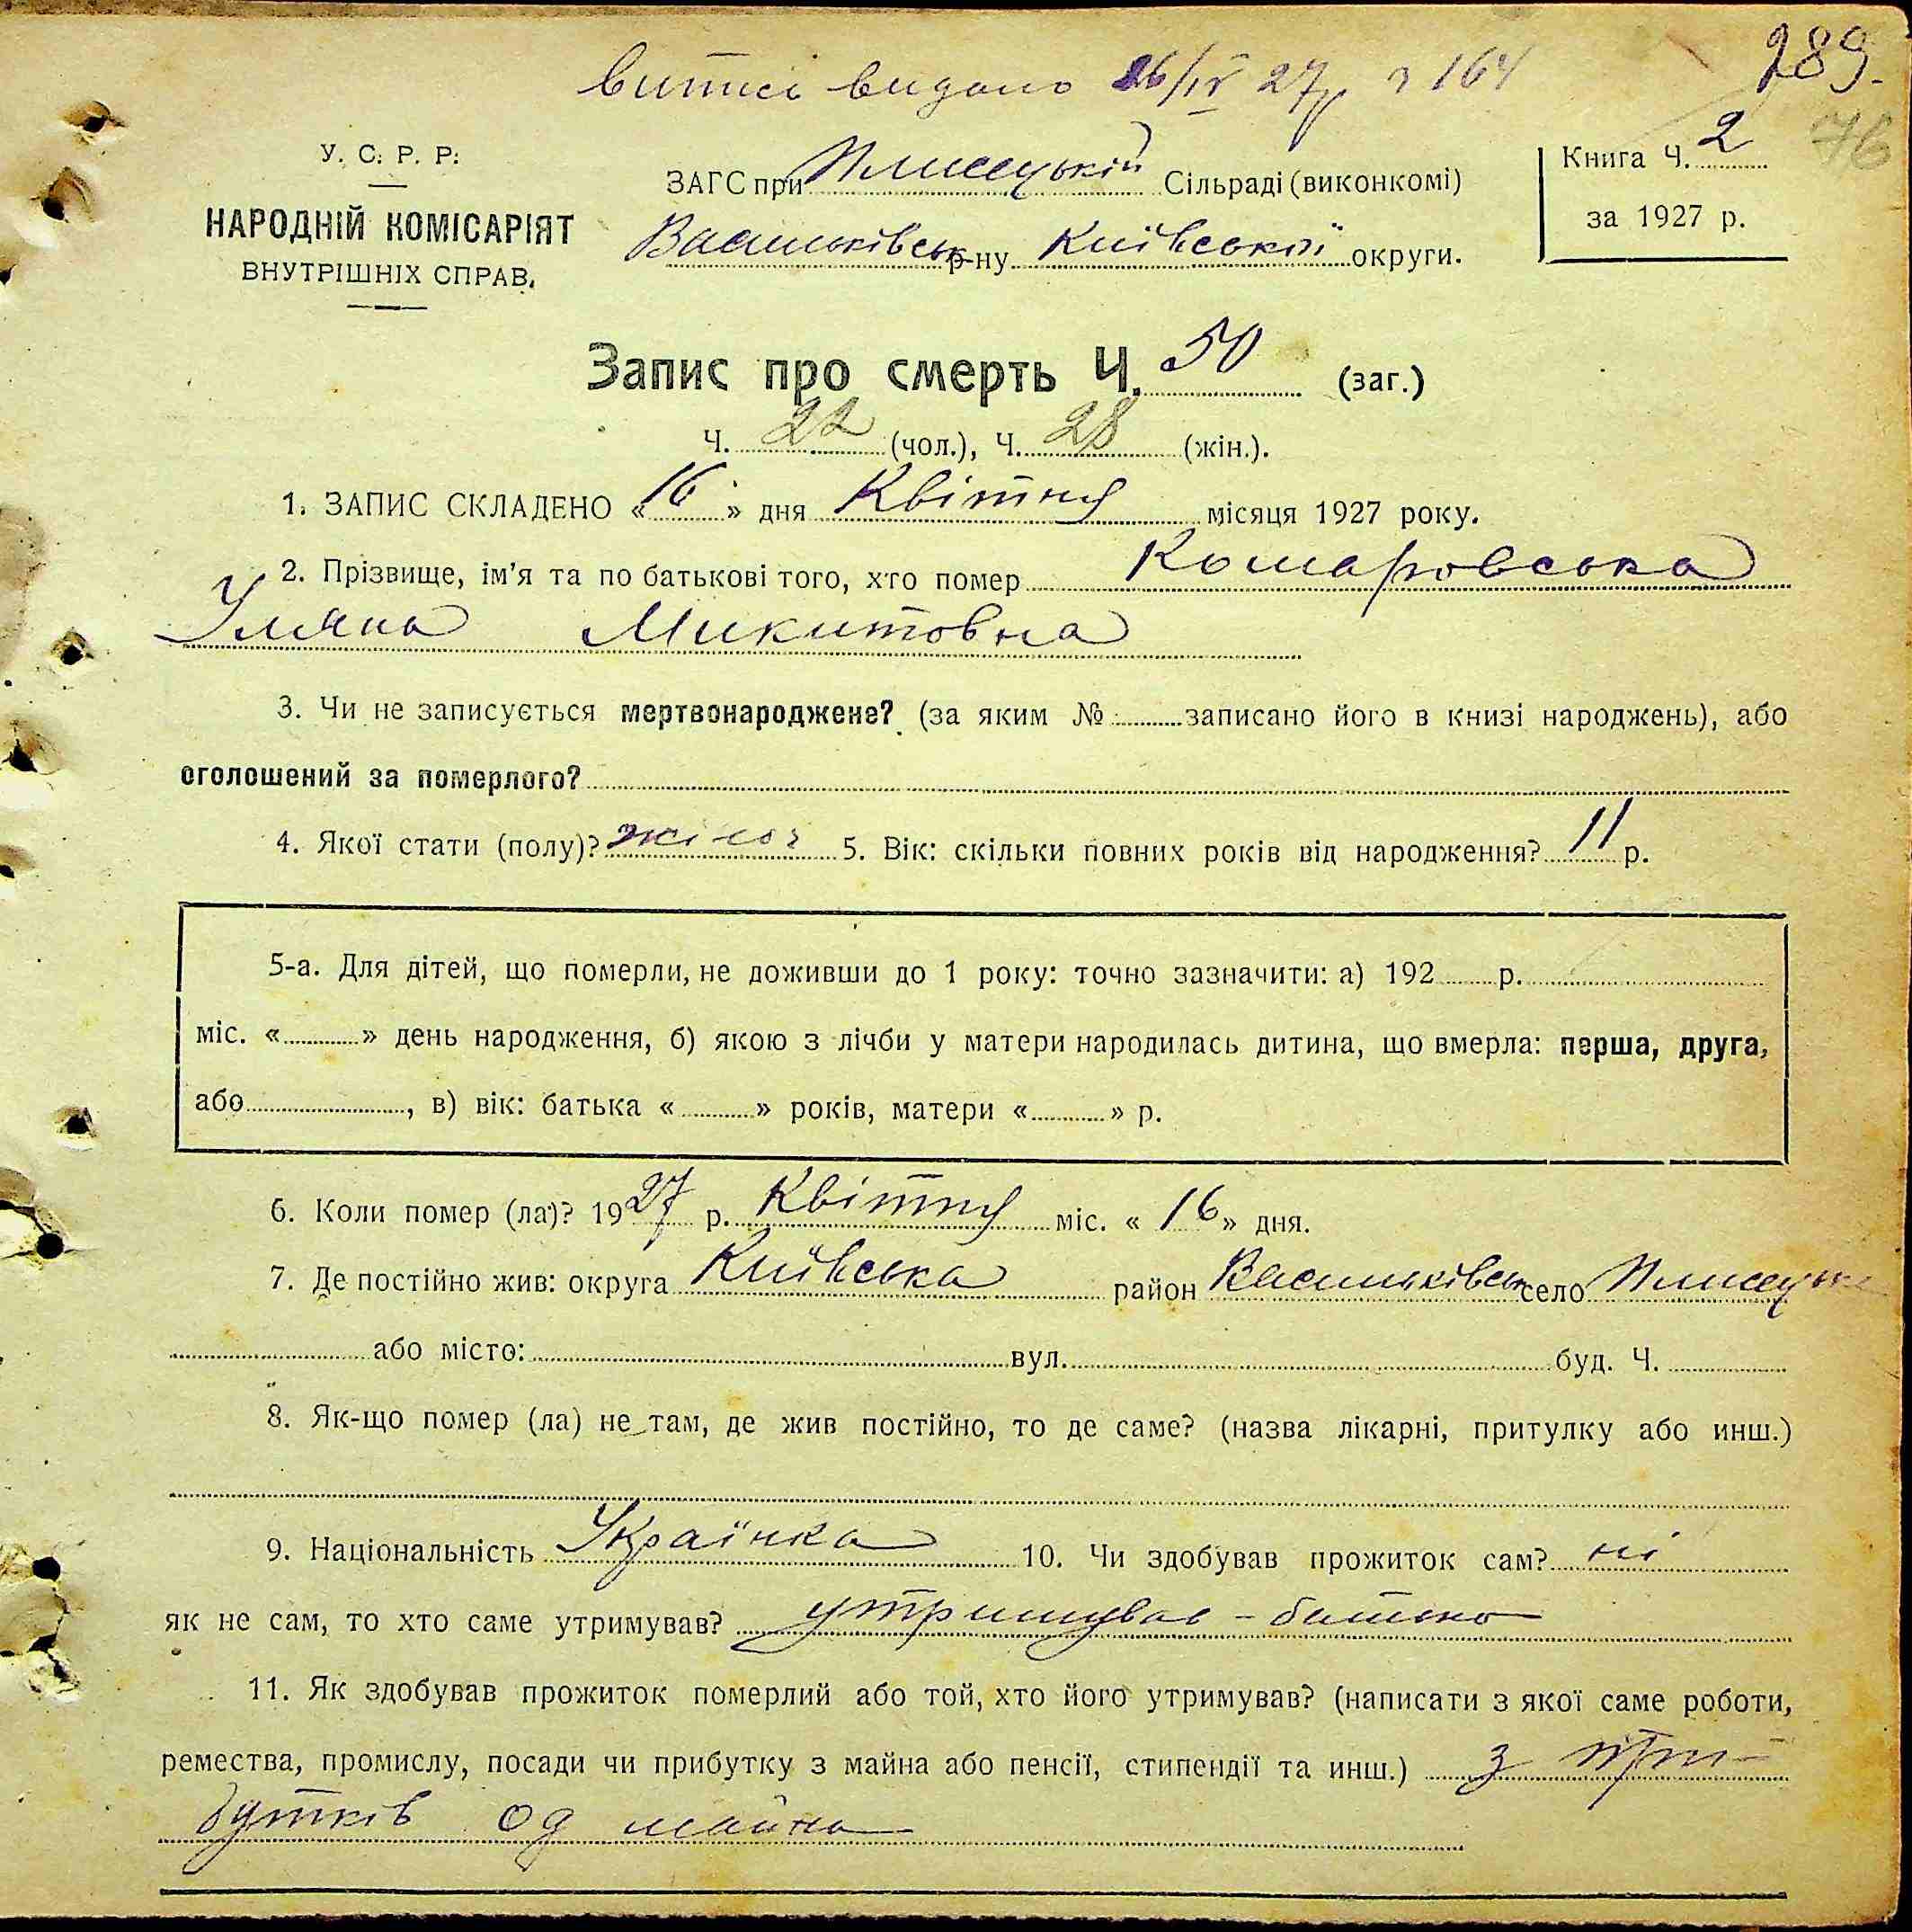 витис видано 26/IV 27р ч 164
289.
76
У. С. Р. Р.
НАРОДНІЙ КОМІСАРІЯТ
ВНУТРІШНІХ СПРАВ.
ЗАГС при Плисецькій Сільраді (виконкомі)
Васильківськ р-ну Київської округи.
Книга Ч. 2
за 1927 р.
Запис про смерть Ч. 50 (заг.)
Ч. 22 (чол.), Ч. 28 (жін.).
1. ЗАПИС СКЛАДЕНО «16» дня Квітня місяця 1927 року.
2. Прізвище, ім'я та по батькові того, хто помер Комаровська
Уляна Микитовна
3. Чи не записується мертвонароджене? (за яким № записано його в книзі народжень), або
оголошений за померлого?
4. Якої стати (полу)? жіноч 5. Вік: скільки повних років від народження? 11 р.
5-а. Для дітей, що померли, не доживши до 1 року: точно зазначити: а) 192 р.
міс. « » день народження, б) якою з лічби у матери народилась дитина, що вмерла: перша, друга,
або , в) вік: батька « » років, матери « » р.
6. Коли помер (ла)? 1927 р. Квітня міс. «16» дня.
7. Де постійно жив: округа Київська район Васильківськ село Плисецьке
або місто: вул. буд. Ч.
8. Як-що помер (ла) не там, де жив постійно, то де саме? (назва лікарні, притулку або инш.)
9. Національність Українка 10. Чи здобував прожиток сам? ні
як не сам, то хто саме утримував? утримував - батько
11. Як здобував прожиток померлий або той, хто його утримував? (написати з якої саме роботи,
ремества, промислу, посади чи прибутку з майна або пенсії, стипендії та инш.) з при-
бутків од майна